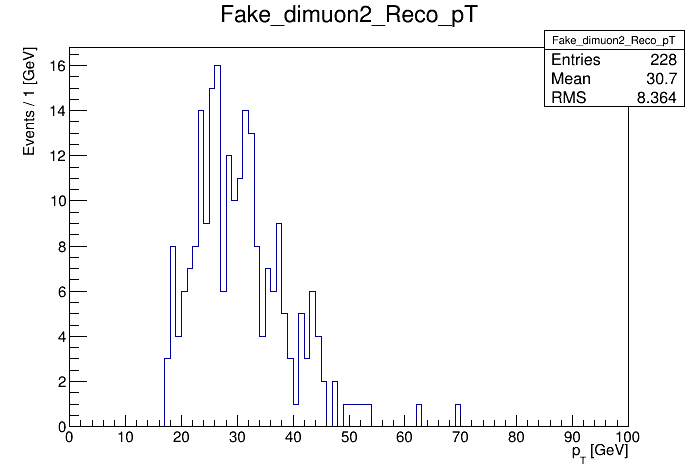 Fake_dimuon2_Reco_pT
Fake_dimuon2_Reco_pT
Entries 228
Mean 30.7
RMS 8.364
Events / 1 [GeV]
16
14
12
10
8
6
4
2
0
0 10 20 30 40 50 60 70 80 90 100
p_T [GeV]